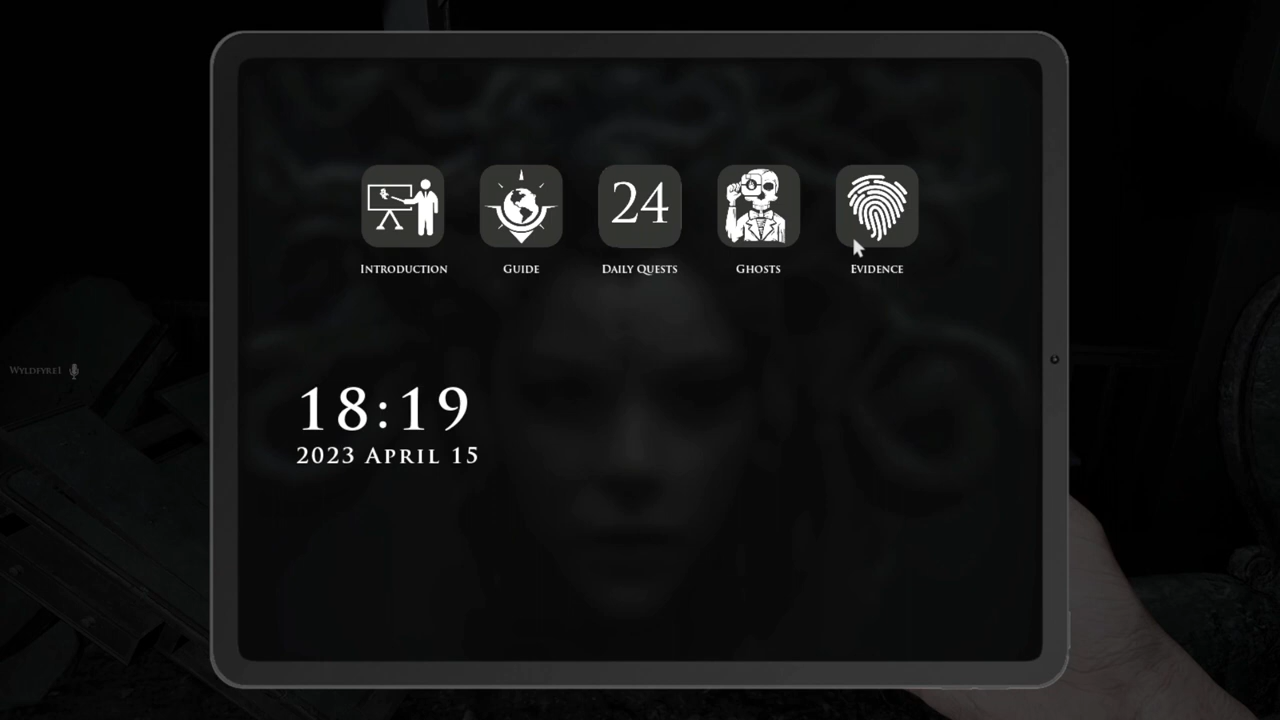 24
Introduction
Guide
Daily Quests
Ghosts
Evidence
Wyldfyre1
18:19
2023 April 15